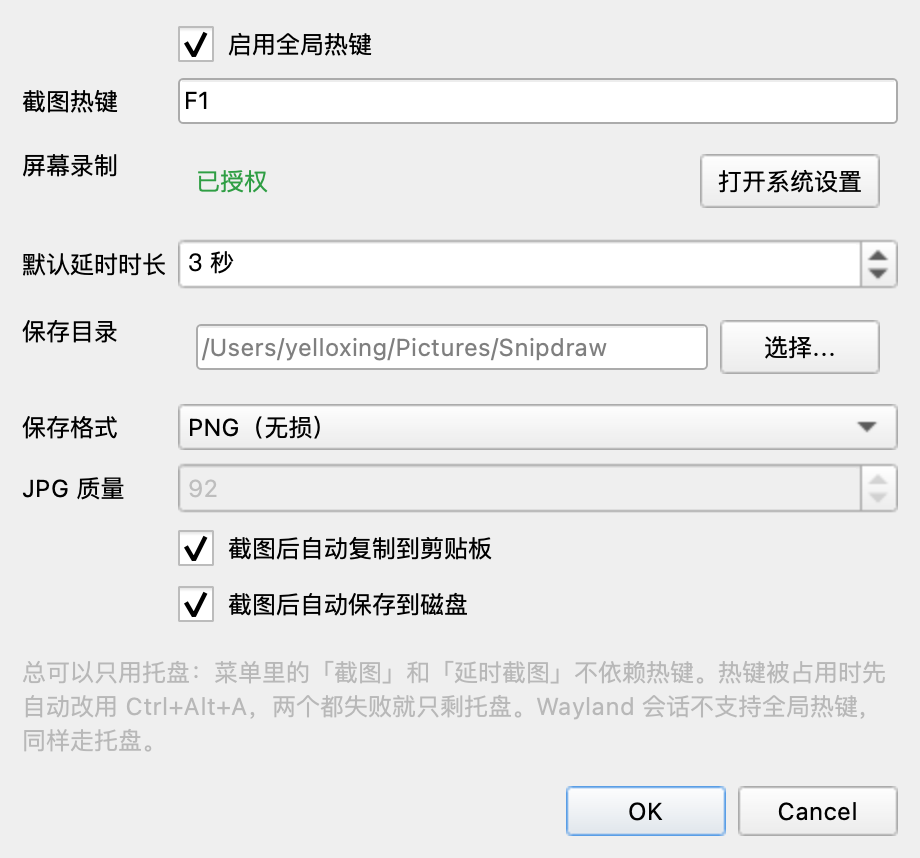 启用全局热键
截图热键 F1
屏幕录制 已授权 打开系统设置
默认延时时长 3 秒
保存目录 /Users/yelloxing/Pictures/Snipdraw 选择...
保存格式 PNG（无损）
JPG 质量 92
截图后自动复制到剪贴板
截图后自动保存到磁盘
总可以只用托盘：菜单里的「截图」和「延时截图」不依赖热键。热键被占用时先
自动改用 Ctrl+Alt+A，两个都失败就只剩托盘。Wayland 会话不支持全局热键，
同样走托盘。
OK Cancel